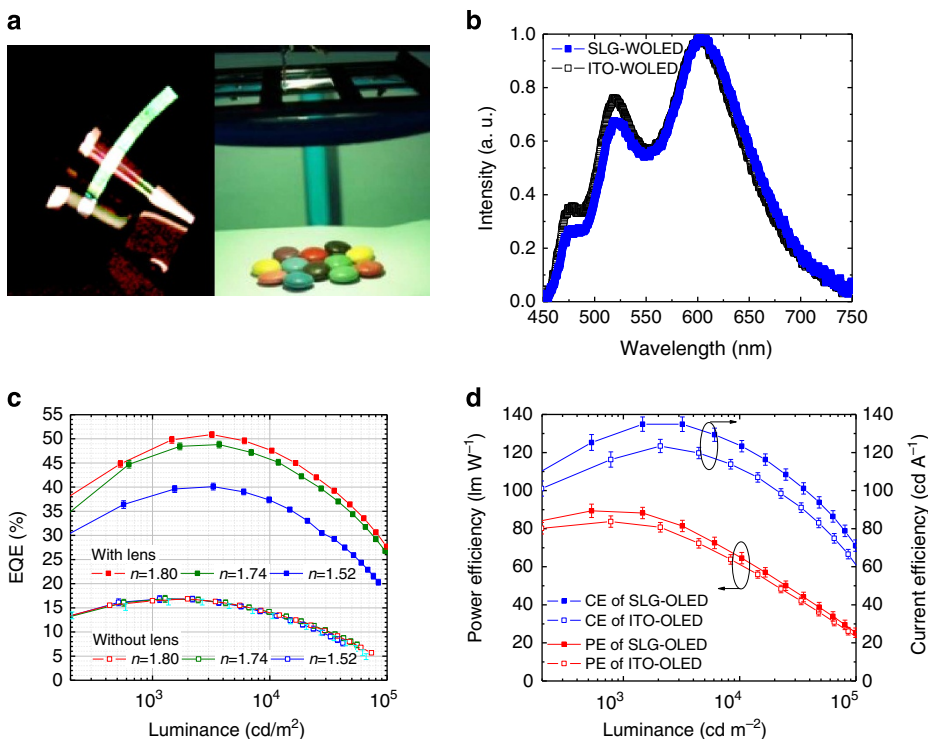 a
b
SLG-WOLED
ITO-WOLED
1.0
0.8
0.6
0.4
0.2
0.0
Intensity (a. u.)
450 500 550 600 650 700 750
Wavelength (nm)
c
55
50
45
40
35
30
25
20
15
10
5
EQE (%)
With lens
n=1.80 n=1.74 n=1.52
Without lens
n=1.80 n=1.74 n=1.52
10³ 10⁴ 10⁵
Luminance (cd/m²)
d
140 140
120 120
100 100
80 80
60 60
40 40
20 20
0 0
Power efficiency (lm W⁻¹)
Current efficiency (cd A⁻¹)
CE of SLG-OLED
CE of ITO-OLED
PE of SLG-OLED
PE of ITO-OLED
10³ 10⁴ 10⁵
Luminance (cd m⁻²)